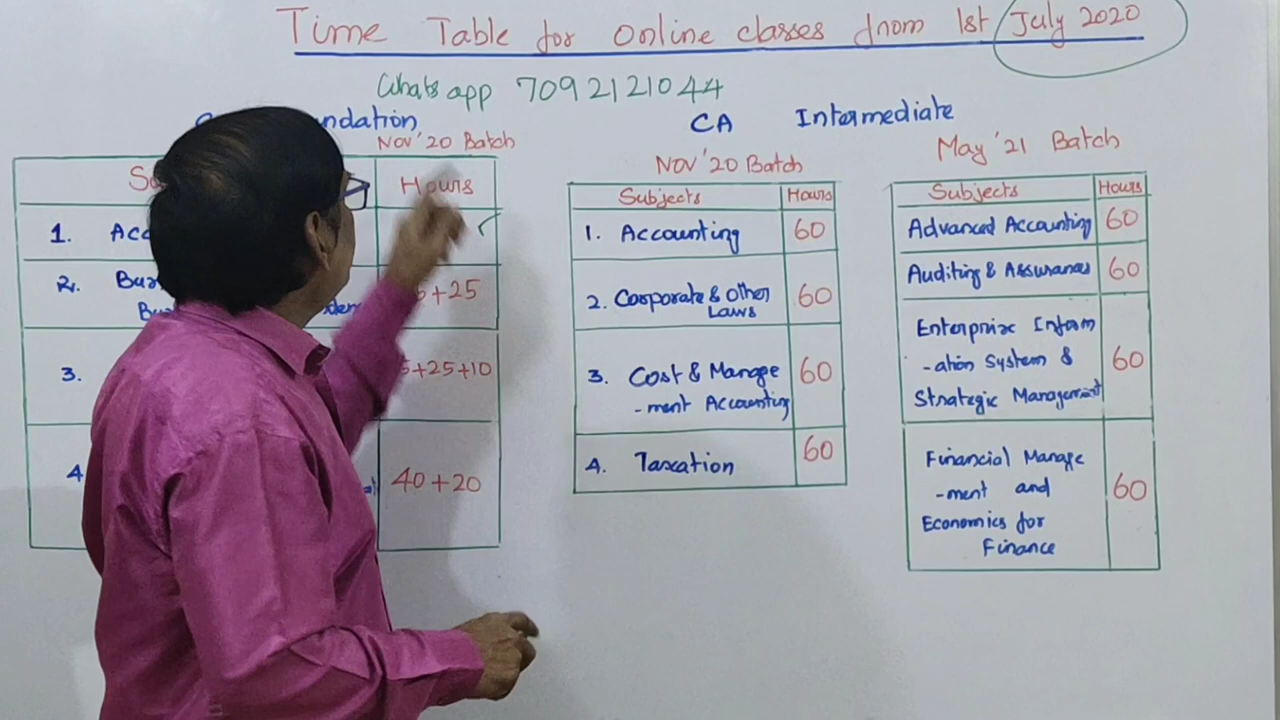 Time Table for Online classes from 1st July 2020
Whatsapp 7092121044
ndation
Nov '20 Batch
Hours
1. Acc
2. Bu
+25
3.
+25+10
4
40+20
CA Intermediate
Nov '20 Batch
Subjects Hours
1. Accounting 60
2. Corporate & Other
Laws
60
3. Cost & Manage
-ment Accounting
60
4. Taxation 60
May '21 Batch
Subjects Hours
Advanced Accounting 60
Auditing & Assurance 60
Enterprise Inform
-ation System &
Strategic Management
60
Financial Manage
-ment and
Economics for
Finance
60